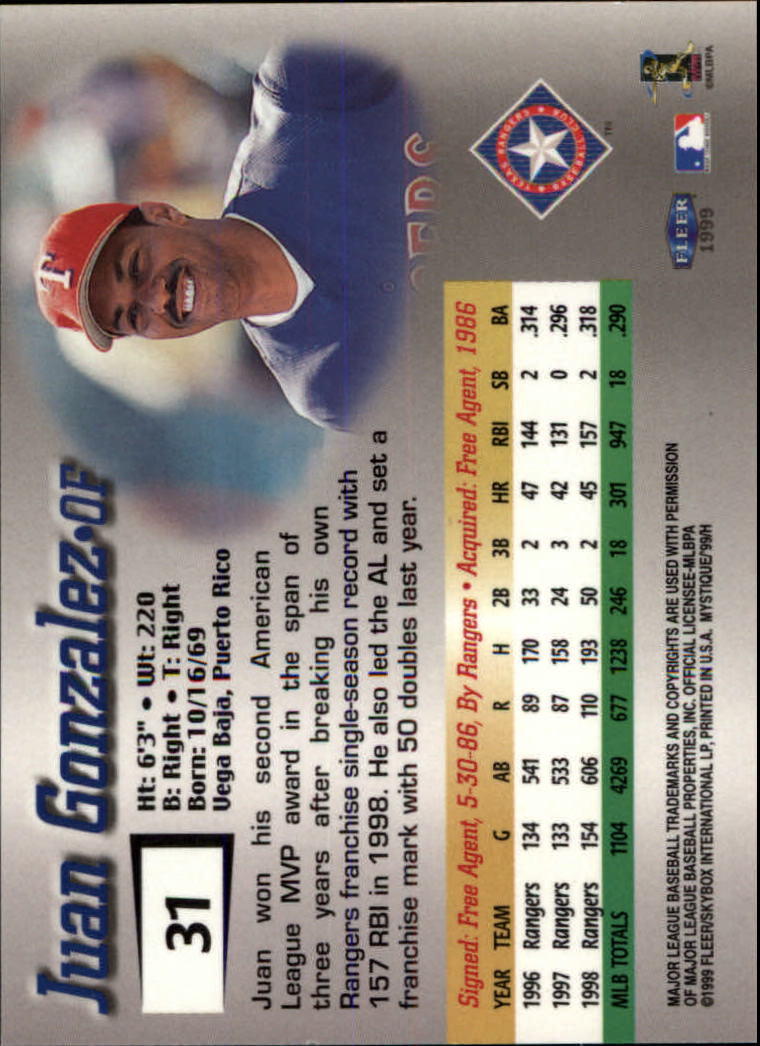 Juan Gonzalez•OF
31
Ht: 6'3" • Wt: 220
B: Right • T: Right
Born: 10/16/69
Vega Baja, Puerto Rico
T
Juan won his second American
League MVP award in the span of
three years after breaking his own
Rangers franchise single-season record with
157 RBI in 1998. He also led the AL and set a
franchise mark with 50 doubles last year.
TEXAS RANGERS
BASEBALL CLUB
TM
Signed: Free Agent, 5-30-86, By Rangers • Acquired: Free Agent, 1986
YEAR TEAM G AB R H 2B 3B HR RBI SB BA
1996 Rangers 134 541 89 170 33 2 47 144 2 .314
1997 Rangers 133 533 87 158 24 3 42 131 0 .296
1998 Rangers 154 606 110 193 50 2 45 157 2 .318
MLB TOTALS 1104 4269 677 1238 246 18 301 947 18 .290
MAJOR LEAGUE BASEBALL TRADEMARKS AND COPYRIGHTS ARE USED WITH PERMISSION
OF MAJOR LEAGUE BASEBALL PROPERTIES, INC. OFFICIAL LICENSEE-MLBPA
©1999 FLEER/SKYBOX INTERNATIONAL LP, PRINTED IN U.S.A. MYSTIQUE/'99/H
FLEER
1999
©MLBPA